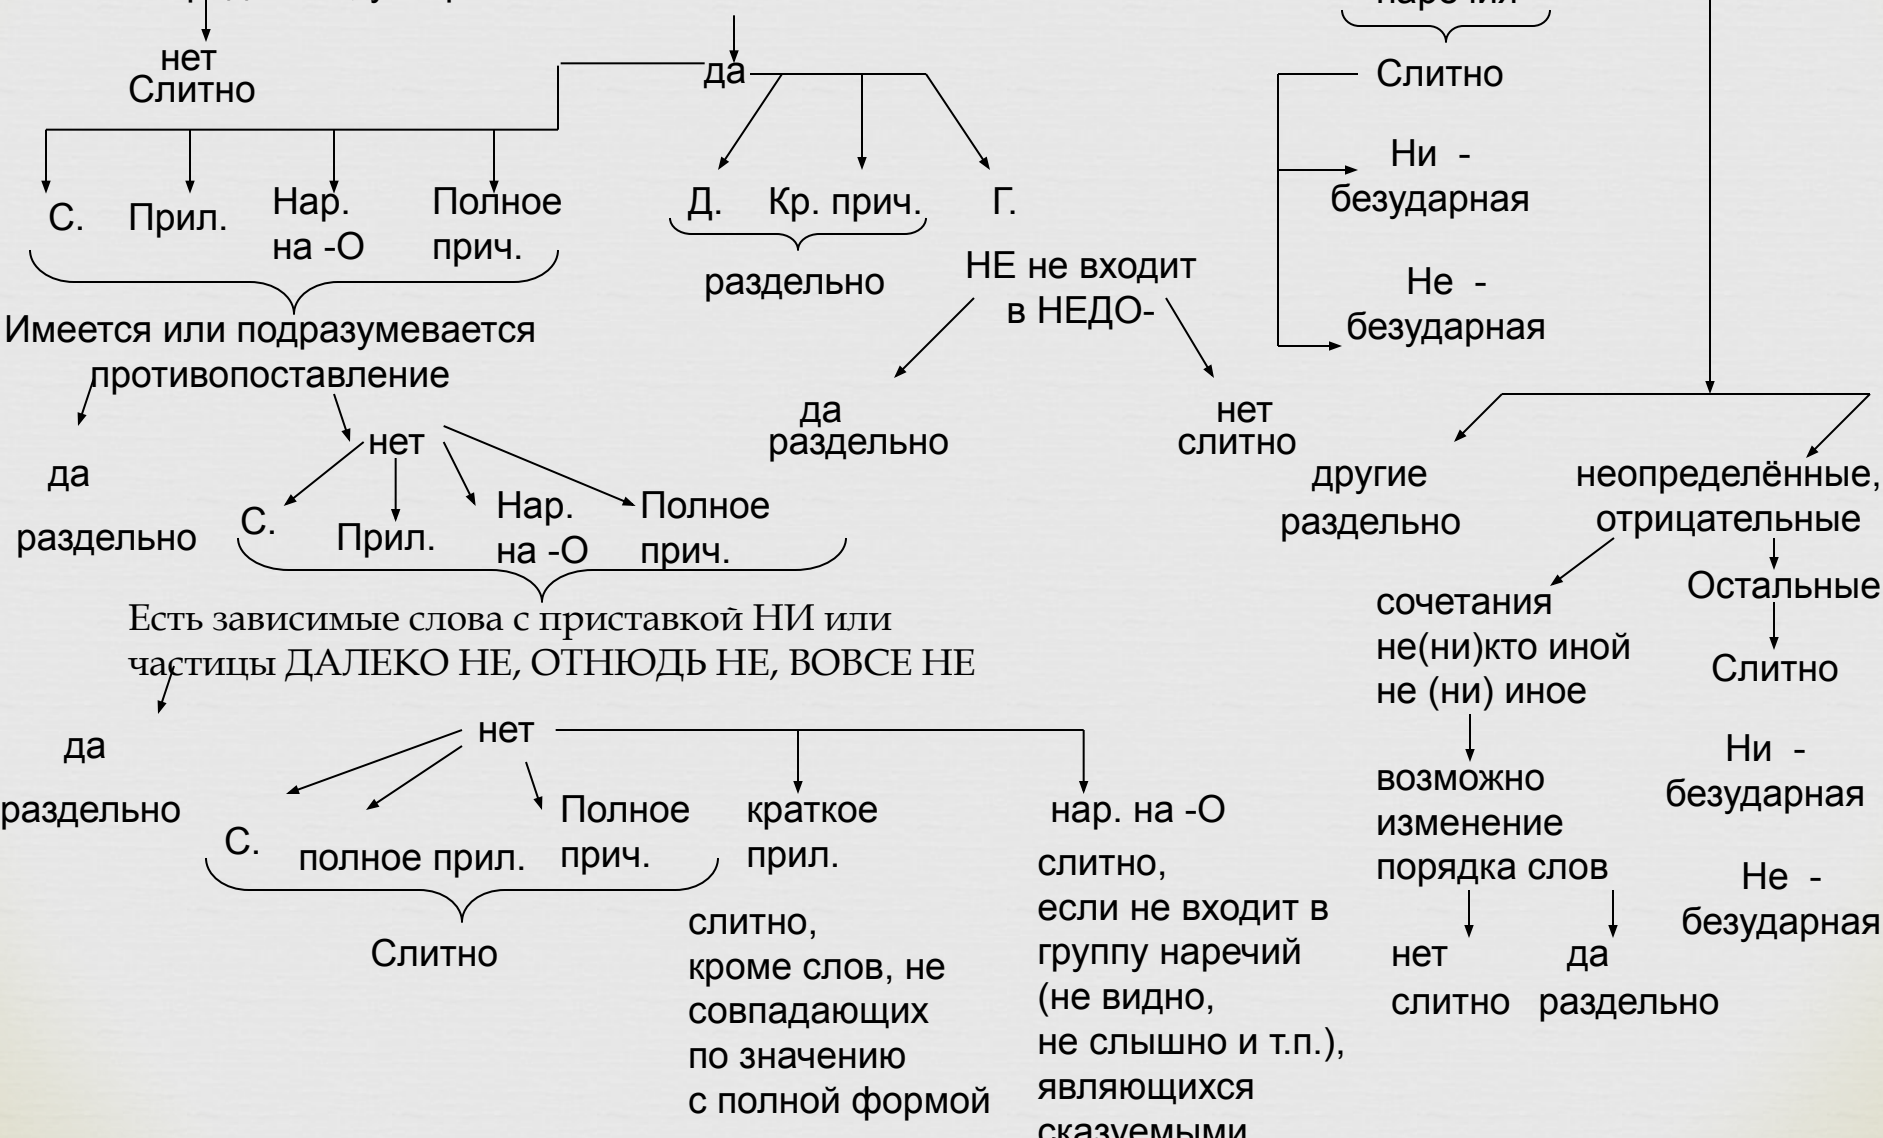 наречия
нет
Слитно
да
Слитно
С.
Прил.
Нар.
на -О
Полное
прич.
Д.
Кр. прич.
Г.
раздельно
НЕ не входит
в НЕДО-
Ни -
безударная
Не -
безударная
Имеется или подразумевается
противопоставление
да
раздельно
нет
слитно
да
раздельно
нет
С.
Прил.
Нар.
на -О
Полное
прич.
другие
раздельно
неопределённые,
отрицательные
Есть зависимые слова с приставкой НИ или
частицы ДАЛЕКО НЕ, ОТНЮДЬ НЕ, ВОВСЕ НЕ
сочетания
не(ни)кто иной
не (ни) иное
Остальные
Слитно
да
раздельно
нет
С.
полное прил.
Полное
прич.
Слитно
краткое
прил.
слитно,
кроме слов, не
совпадающих
по значению
с полной формой
нар. на -О
слитно,
если не входит в
группу наречий
(не видно,
не слышно и т.п.),
являющихся
сказуемыми
возможно
изменение
порядка слов
нет
слитно
да
раздельно
Ни -
безударная
Не -
безударная